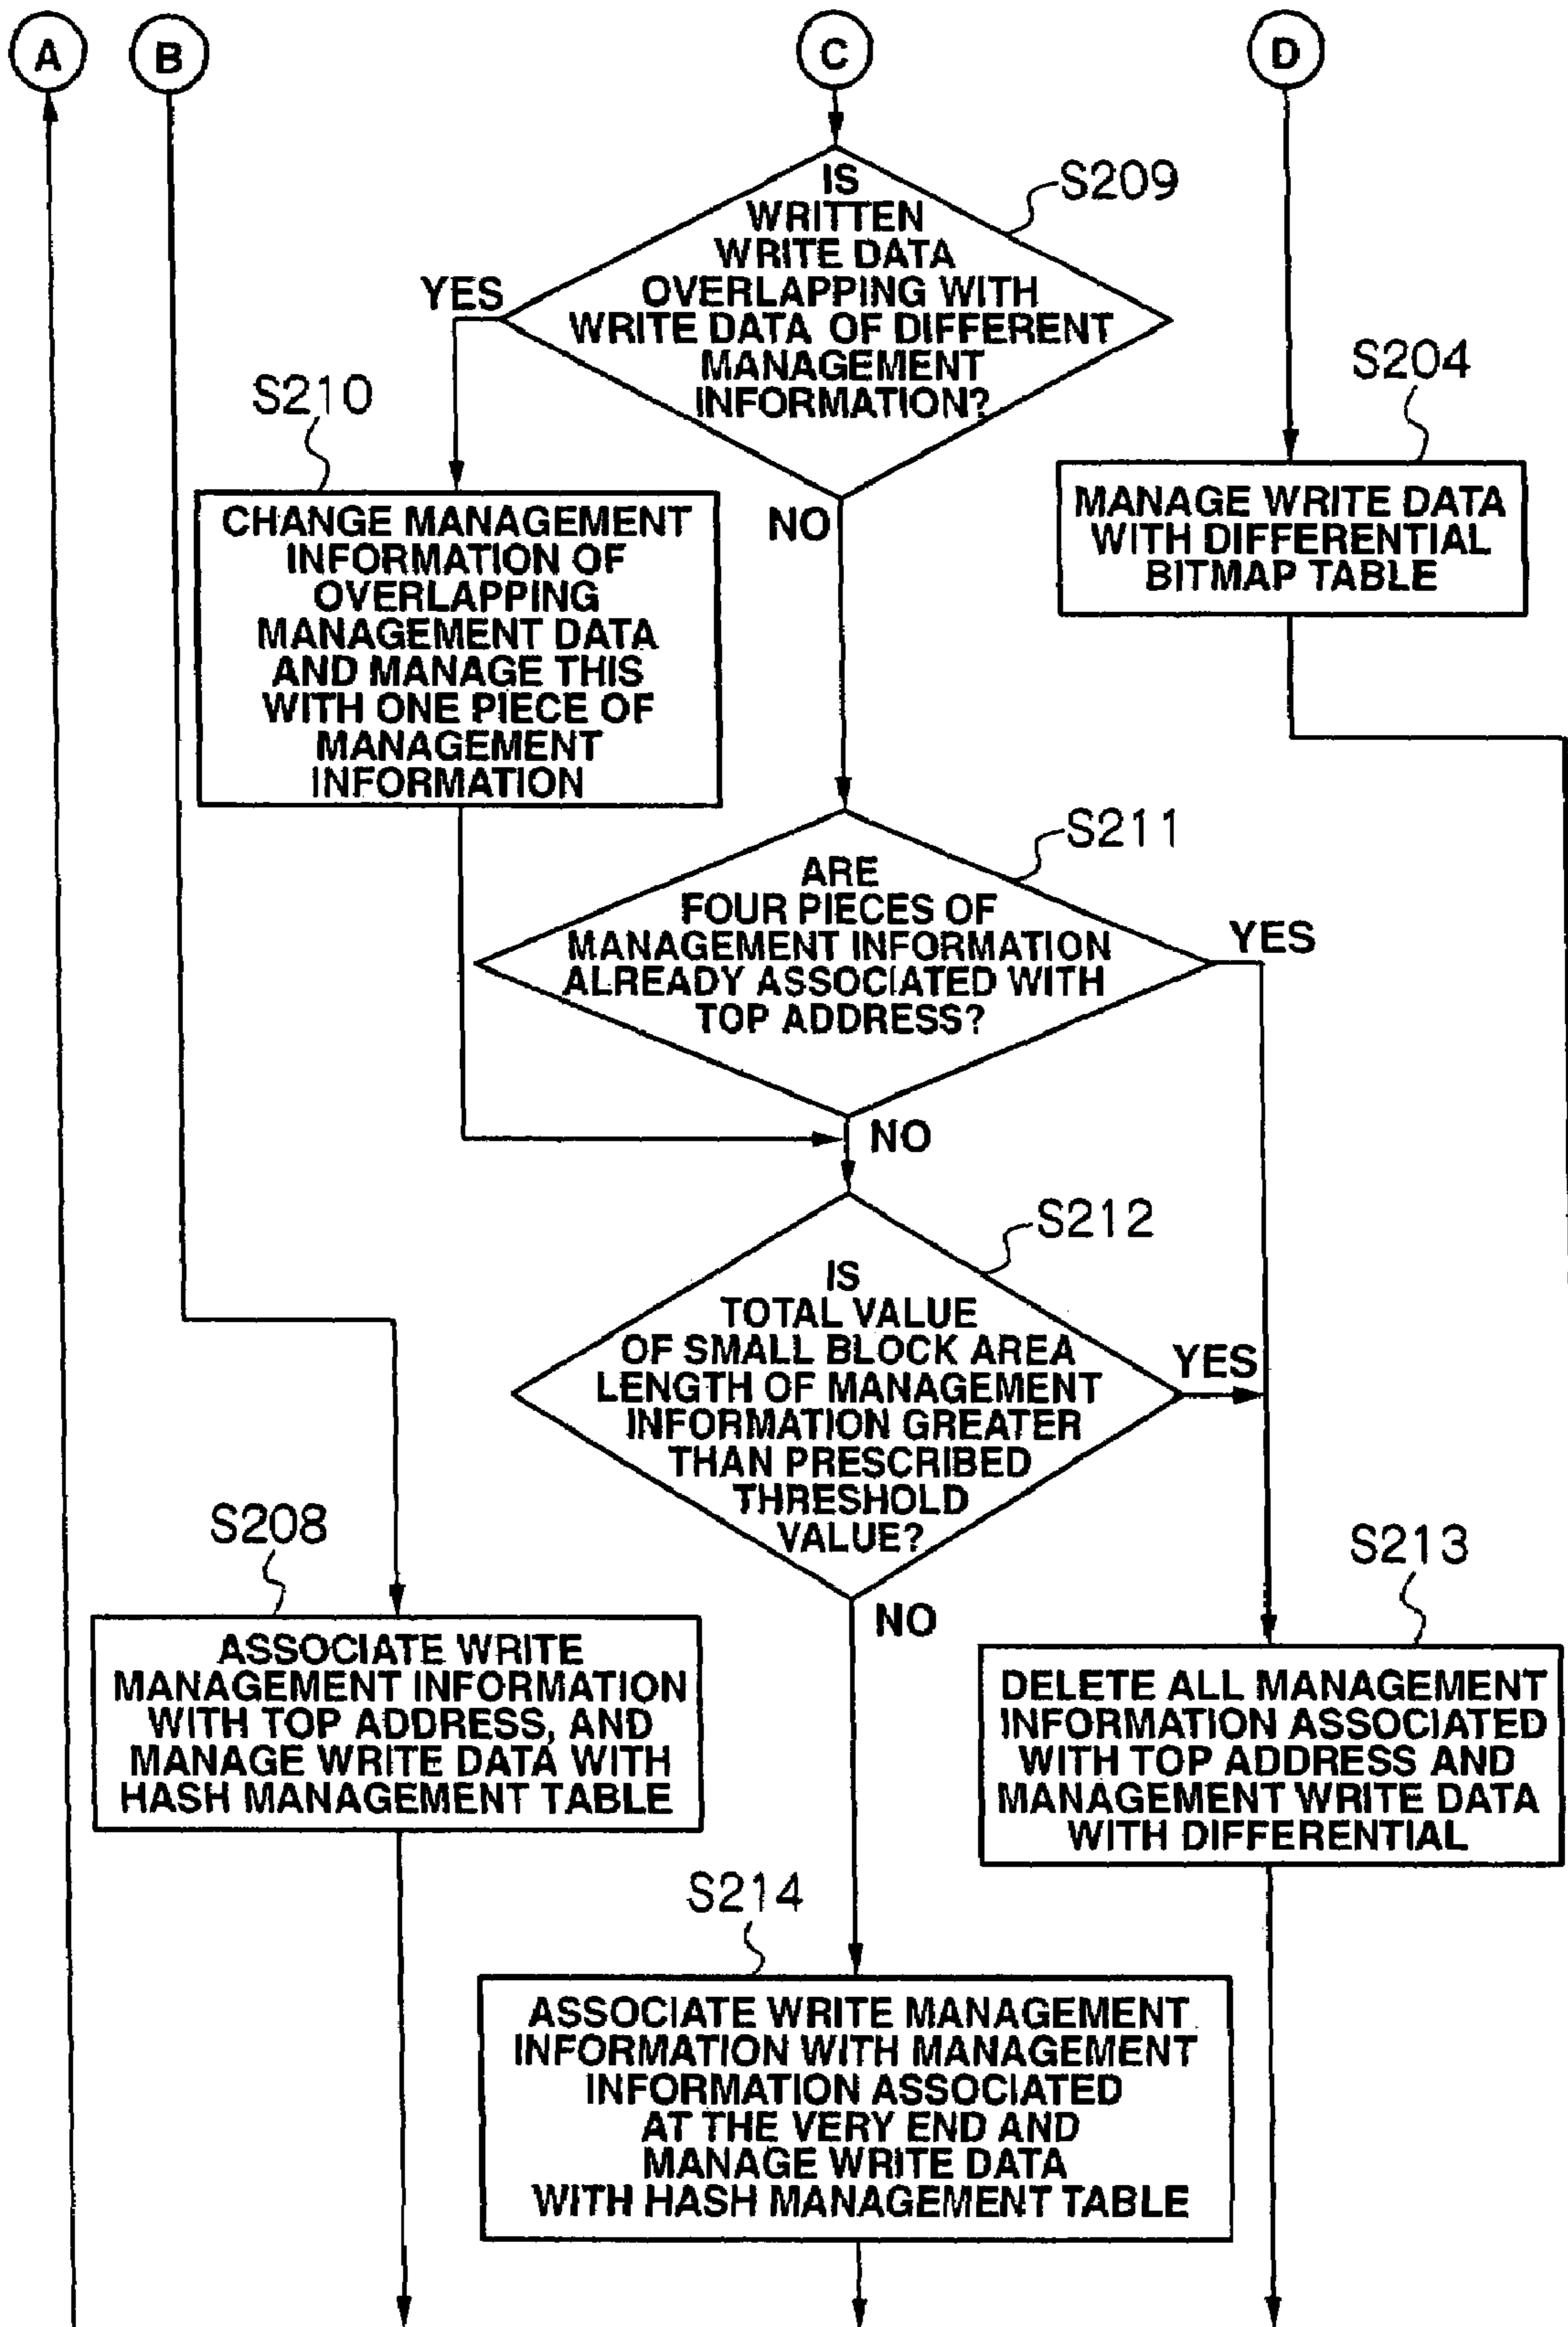 A
B
C
D
S209
IS
WRITTEN
WRITE DATA
OVERLAPPING WITH
WRITE DATA OF DIFFERENT
MANAGEMENT
INFORMATION?
YES
NO
S210
CHANGE MANAGEMENT
INFORMATION OF
OVERLAPPING
MANAGEMENT DATA
AND MANAGE THIS
WITH ONE PIECE OF
MANAGEMENT
INFORMATION
S204
MANAGE WRITE DATA
WITH DIFFERENTIAL
BITMAP TABLE
S211
ARE
FOUR PIECES OF
MANAGEMENT INFORMATION
ALREADY ASSOCIATED WITH
TOP ADDRESS?
YES
NO
S212
IS
TOTAL VALUE
OF SMALL BLOCK AREA
LENGTH OF MANAGEMENT
INFORMATION GREATER
THAN PRESCRIBED
THRESHOLD
VALUE?
YES
NO
S208
ASSOCIATE WRITE
MANAGEMENT INFORMATION
WITH TOP ADDRESS, AND
MANAGE WRITE DATA WITH
HASH MANAGEMENT TABLE
S213
DELETE ALL MANAGEMENT
INFORMATION ASSOCIATED
WITH TOP ADDRESS AND
MANAGEMENT WRITE DATA
WITH DIFFERENTIAL
S214
ASSOCIATE WRITE MANAGEMENT
INFORMATION WITH MANAGEMENT
INFORMATION ASSOCIATED
AT THE VERY END AND
MANAGE WRITE DATA
WITH HASH MANAGEMENT TABLE